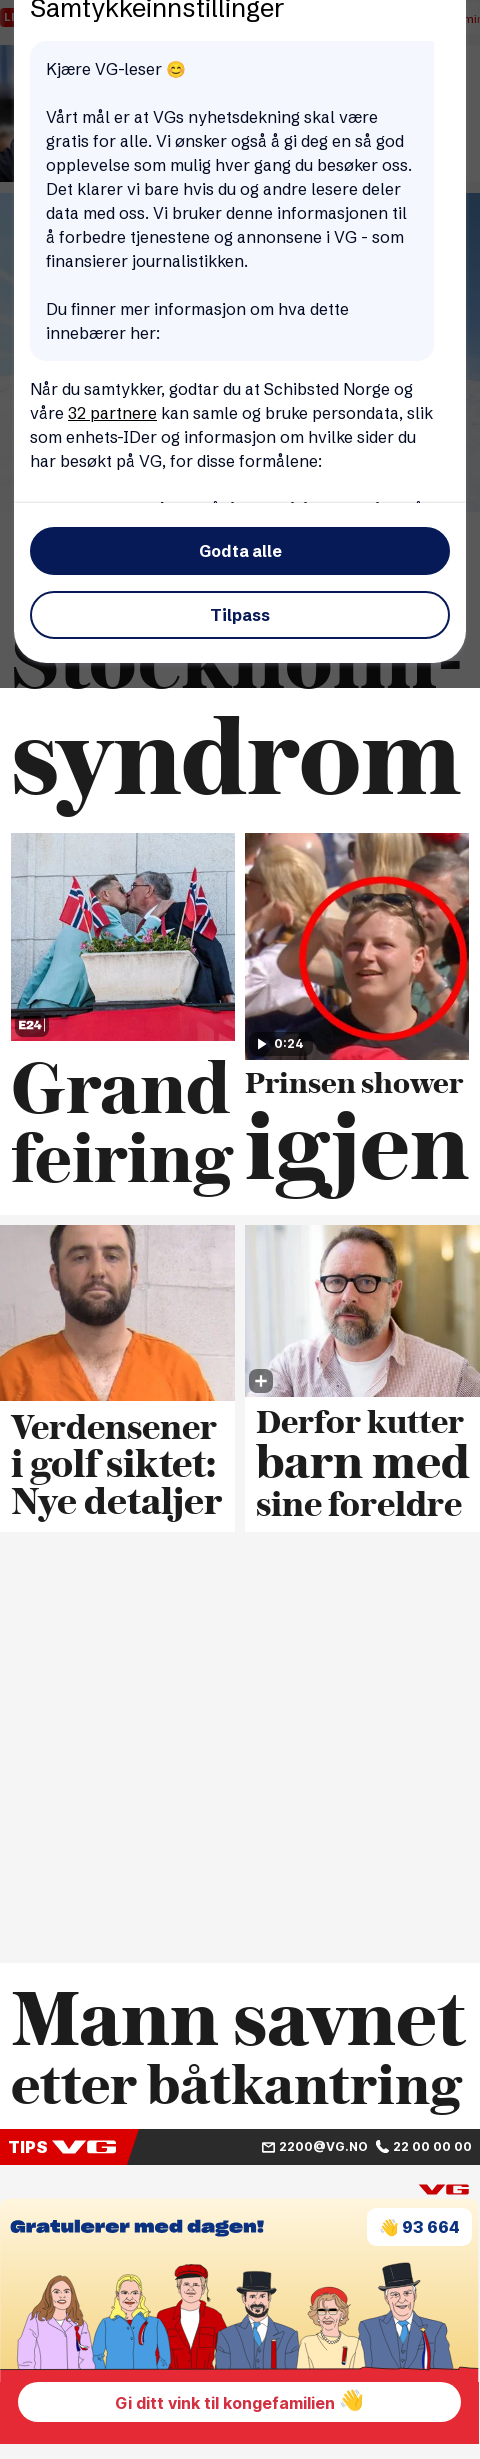 Samtykkeinnstillinger
Kjære VG-leser 😊
Vårt mål er at VGs nyhetsdekning skal være
gratis for alle. Vi ønsker også å gi deg en så god
opplevelse som mulig hver gang du besøker oss.
Det klarer vi bare hvis du og andre lesere deler
data med oss. Vi bruker denne informasjonen til
å forbedre tjenestene og annonsene i VG - som
finansierer journalistikken.
Du finner mer informasjon om hva dette
innebærer her:
Når du samtykker, godtar du at Schibsted Norge og
våre 32 partnere kan samle og bruke persondata, slik
som enhets-IDer og informasjon om hvilke sider du
har besøkt på VG, for disse formålene:
Godta alle
Tilpass
Stockholm-
syndrom
E24
0:24
Grand
feiring
Prinsen shower
igjen
Verdensener
i golf siktet:
Nye detaljer
Derfor kutter
barn med
sine foreldre
Mann savnet
etter båtkantring
TIPS VG
2200@VG.NO 22 00 00 00
VG
Gratulerer med dagen!
👋 93 664
Gi ditt vink til kongefamilien 👋